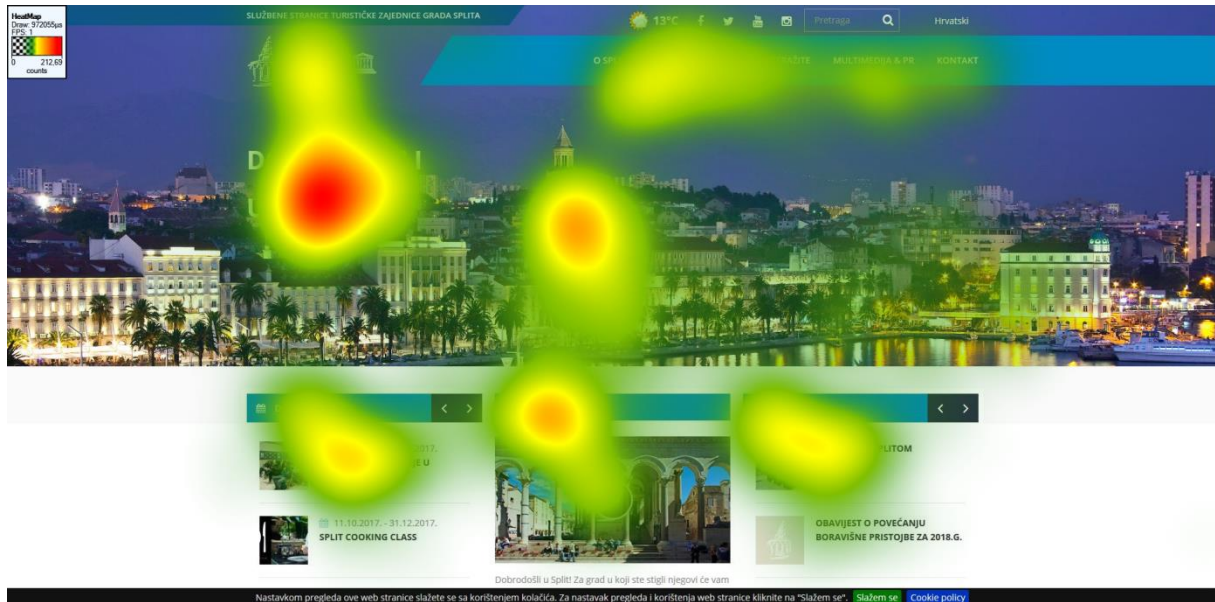 HeatMap
Draw: 972055µs
FPS: 1
0 212,69
counts
SLUŽBENE STRANICE TURISTIČKE ZAJEDNICE GRADA SPLITA
13°C
Pretraga
Hrvatski
MULTIMEDIJA & PR
KONTAKT
11.10.2017. - 31.12.2017.
SPLIT COOKING CLASS
OBAVIJEST O POVEĆANJU
BORAVIŠNE PRISTOJBE ZA 2018.G.
Dobrodošli u Split! Za grad u koji ste stigli njegovi će vam
Nastavkom pregleda ove web stranice slažete se sa korištenjem kolačića. Za nastavak pregleda i korištenja web stranice kliknite na "Slažem se". Slažem se Cookie policy